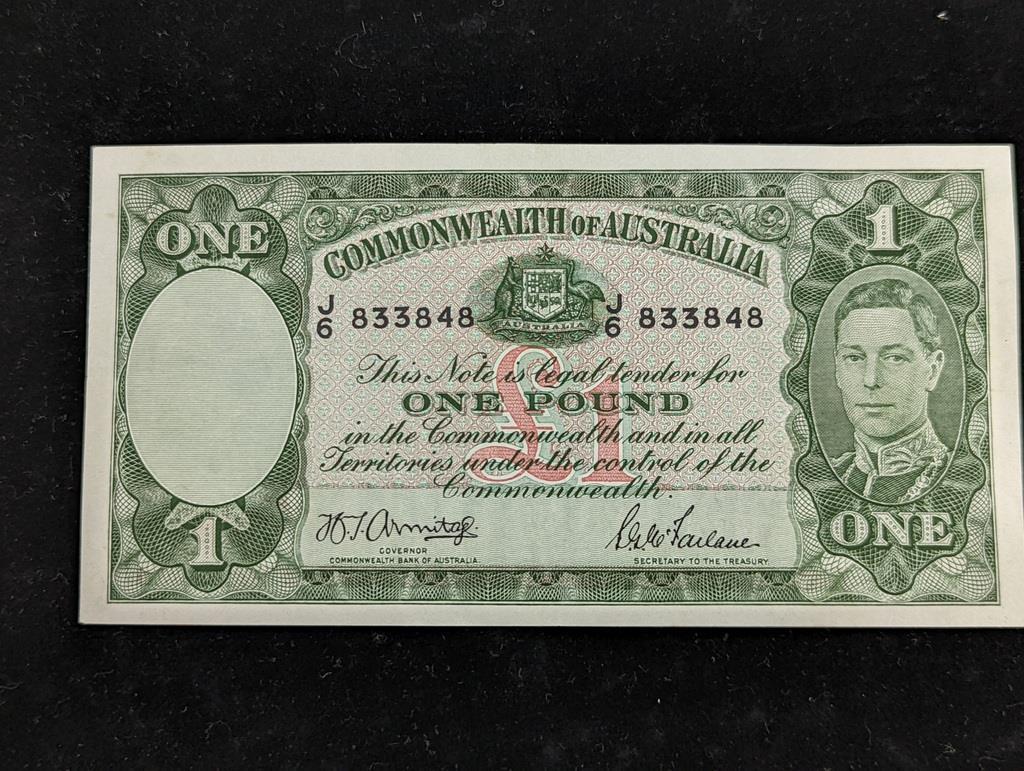 ONE
1
COMMONWEALTH OF AUSTRALIA
AUSTRALIA
J/6 833848 J/6 833848
£1
This Note is legal tender for
ONE POUND
in the Commonwealth and in all
Territories under the control of the
Commonwealth.
H.T. Armitage.
GOVERNOR
COMMONWEALTH BANK OF AUSTRALIA.
McFarlane
SECRETARY TO THE TREASURY.
1
ONE